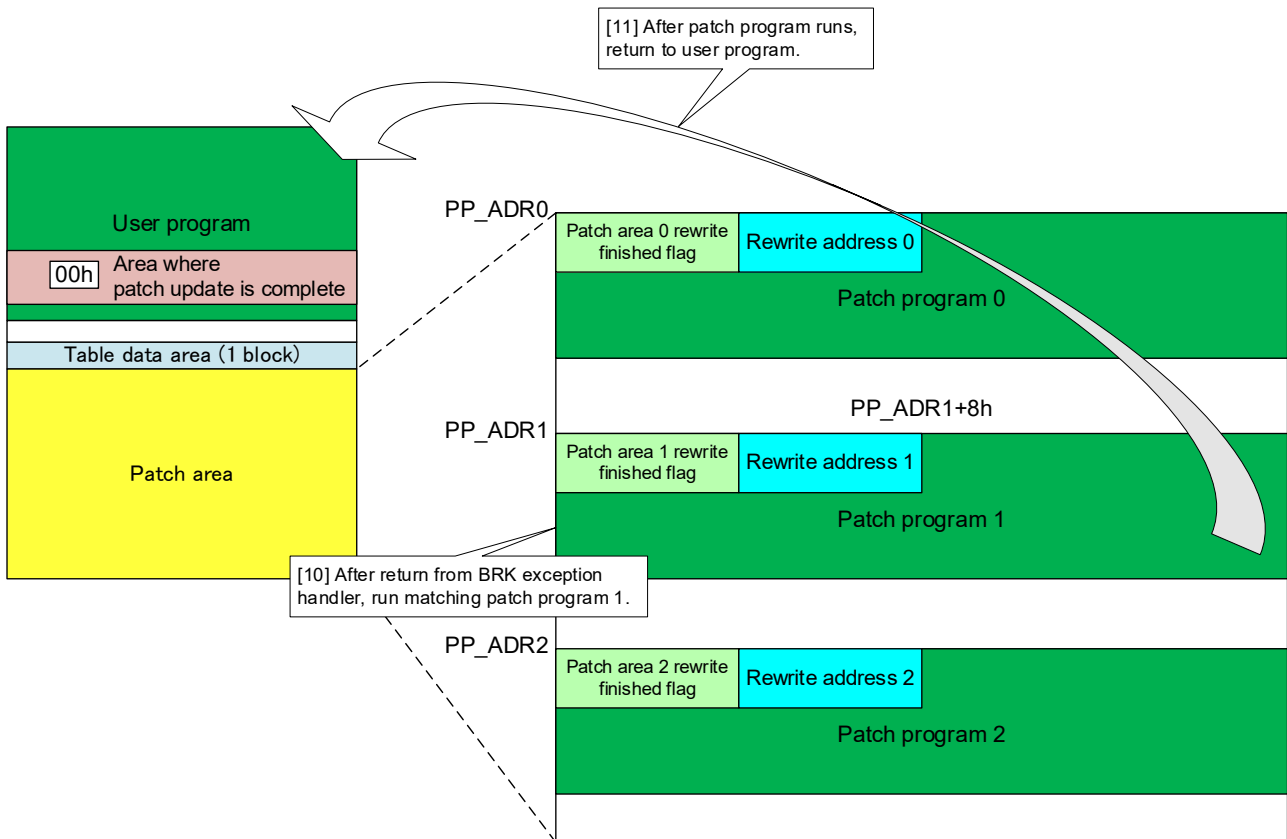 [11] After patch program runs,
return to user program.
User program
00h
Area where
patch update is complete
Table data area (1 block)
Patch area
PP_ADR0
Patch area 0 rewrite
finished flag
Rewrite address 0
Patch program 0
PP_ADR1+8h
PP_ADR1
Patch area 1 rewrite
finished flag
Rewrite address 1
Patch program 1
[10] After return from BRK exception
handler, run matching patch program 1.
PP_ADR2
Patch area 2 rewrite
finished flag
Rewrite address 2
Patch program 2